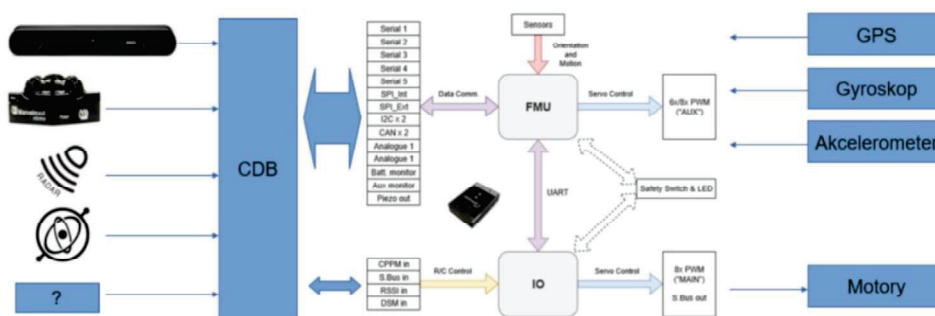 RADAR
?
CDB
Serial 1
Serial 2
Serial 3
Serial 4
Serial 5
SPI_Int
SPI_Ext
I2C x 2
CAN x 2
Analogue 1
Analogue 1
Batt. monitor
Aux monitor
Piezo out
CPPM in
S.Bus in
RSSI in
DSM in
Data Comm.
R/C Control
Sensors
Orientation
and
Motion
FMU
UART
IO
Servo Control
Servo Control
6x/8x PWM
("AUX")
Safety Switch & LED
8x PWM
("MAIN")
S.Bus out
GPS
Gyroskop
Akcelerometer
Motory